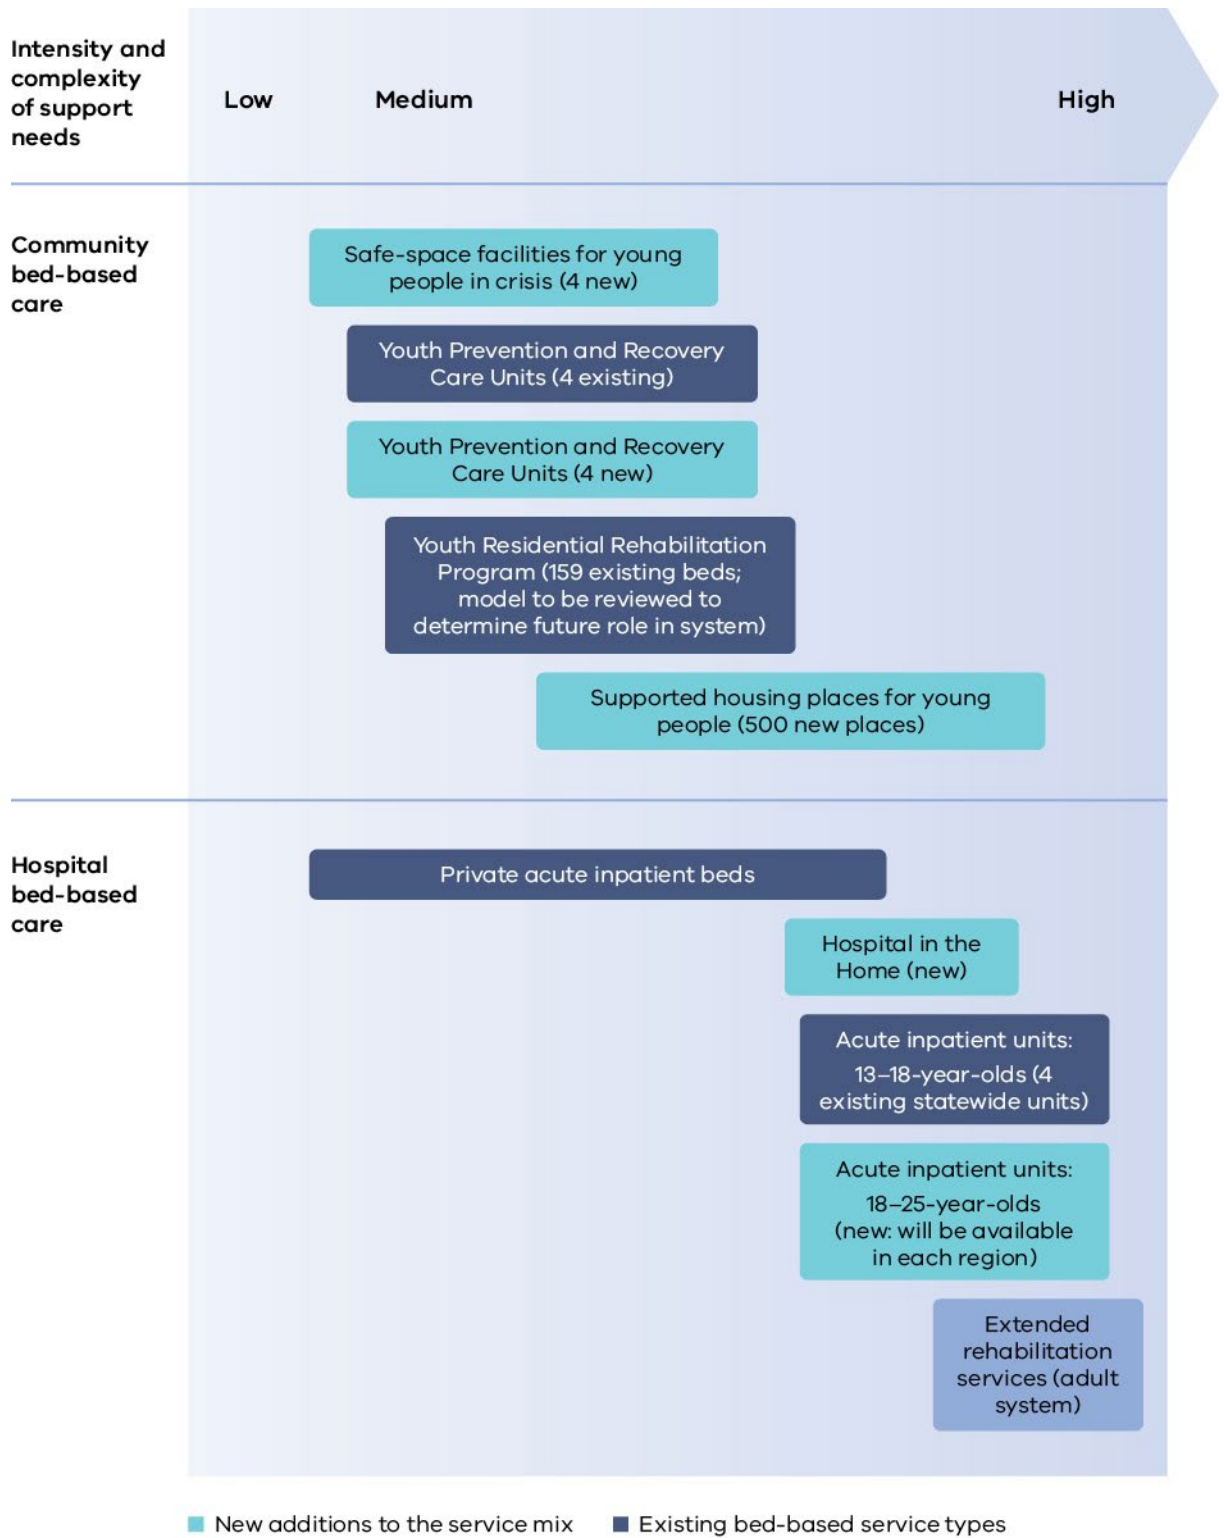 Intensity and
complexity
of support
needs
Low
Medium
High
Community
bed-based
care
Safe-space facilities for young
people in crisis (4 new)
Youth Prevention and Recovery
Care Units (4 existing)
Youth Prevention and Recovery
Care Units (4 new)
Youth Residential Rehabilitation
Program (159 existing beds;
model to be reviewed to
determine future role in system)
Supported housing places for young
people (500 new places)
Hospital
bed-based
care
Private acute inpatient beds
Hospital in the
Home (new)
Acute inpatient units:
13–18-year-olds (4
existing statewide units)
Acute inpatient units:
18–25-year-olds
(new: will be available
in each region)
Extended
rehabilitation
services (adult
system)
New additions to the service mix
Existing bed-based service types